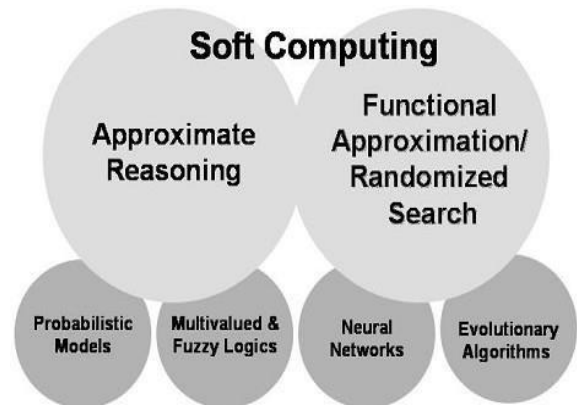 Soft Computing
Approximate
Reasoning
Functional
Approximation/
Randomized
Search
Probabilistic
Models
Multivalued &
Fuzzy Logics
Neural
Networks
Evolutionary
Algorithms